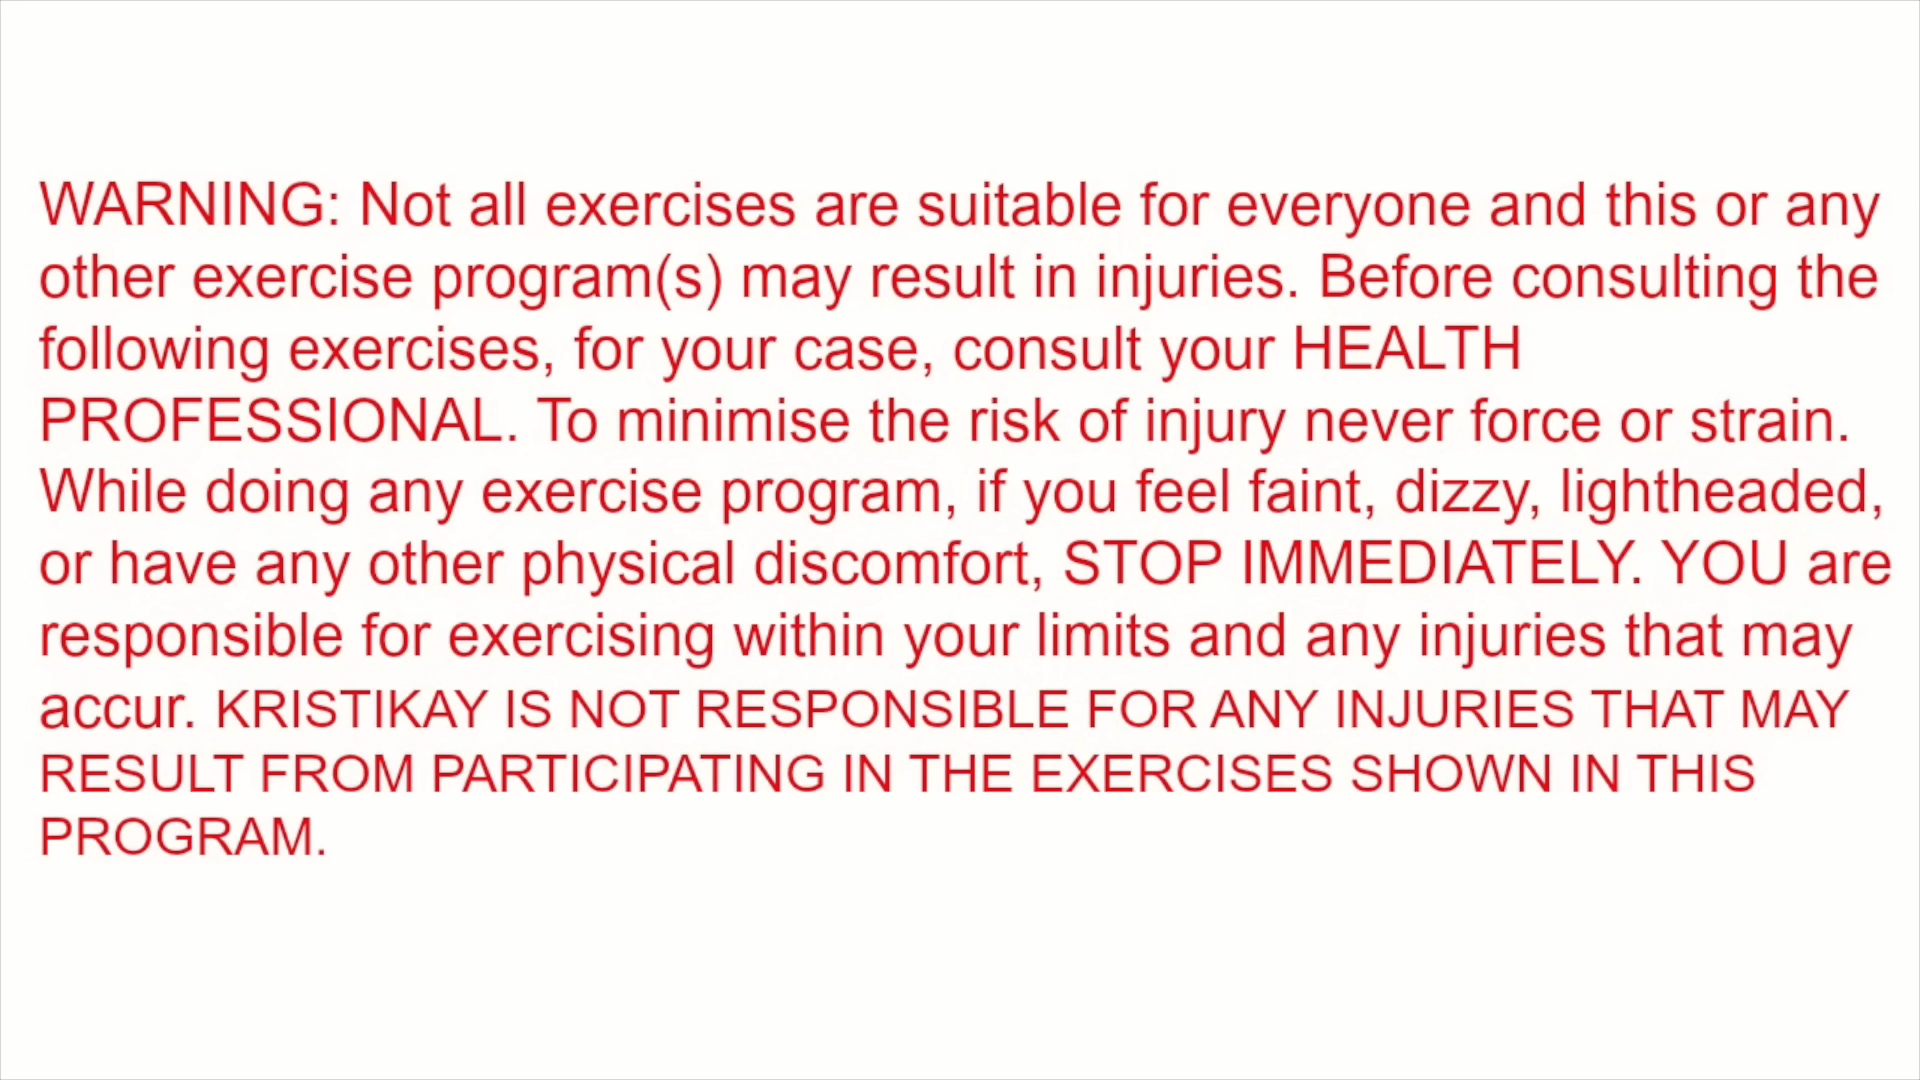 WARNING: Not all exercises are suitable for everyone and this or any
other exercise program(s) may result in injuries. Before consulting the
following exercises, for your case, consult your HEALTH
PROFESSIONAL. To minimise the risk of injury never force or strain.
While doing any exercise program, if you feel faint, dizzy, lightheaded,
or have any other physical discomfort, STOP IMMEDIATELY. YOU are
responsible for exercising within your limits and any injuries that may
accur. KRISTIKAY IS NOT RESPONSIBLE FOR ANY INJURIES THAT MAY
RESULT FROM PARTICIPATING IN THE EXERCISES SHOWN IN THIS
PROGRAM.